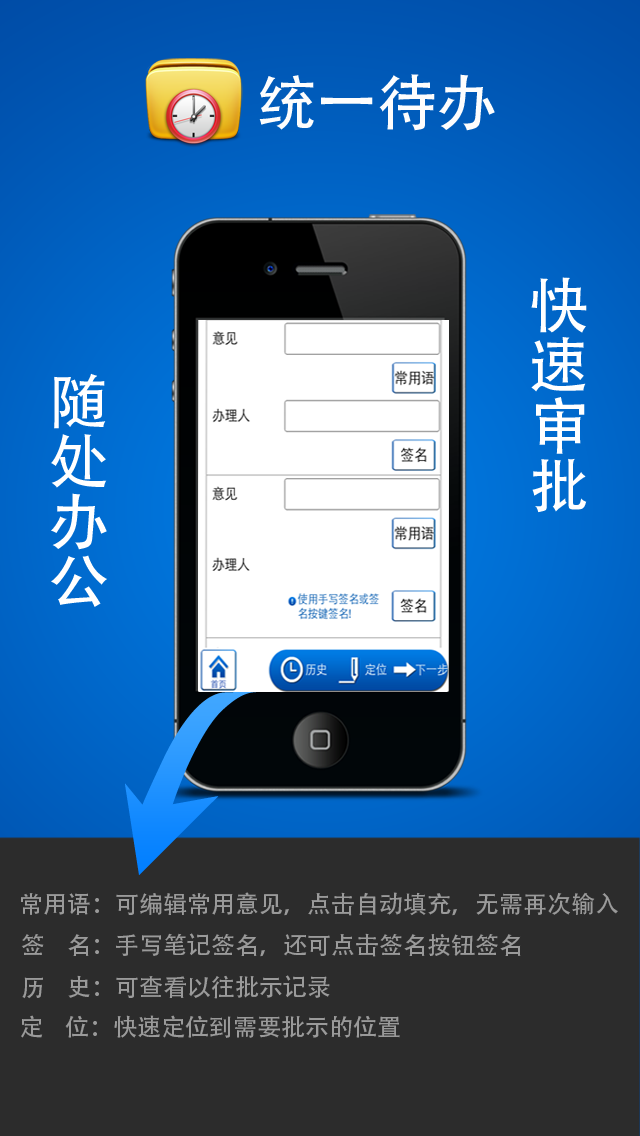 统一待办
快速审批
随处办公
意见
常用语
办理人
签名
意见
常用语
办理人
使用手写签名或签
名按键签名!
签名
首页
历史
定位
下一步
常用语：可编辑常用意见，点击自动填充，无需再次输入
签 名：手写笔记签名，还可点击签名按钮签名
历 史：可查看以往批示记录
定 位：快速定位到需要批示的位置